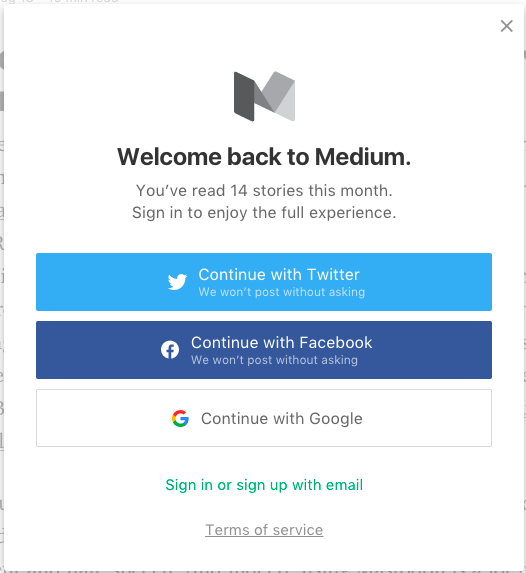 Welcome back to Medium.
You’ve read 14 stories this month.
Sign in to enjoy the full experience.
Continue with Twitter
We won’t post without asking
Continue with Facebook
We won’t post without asking
Continue with Google
Sign in or sign up with email
Terms of service